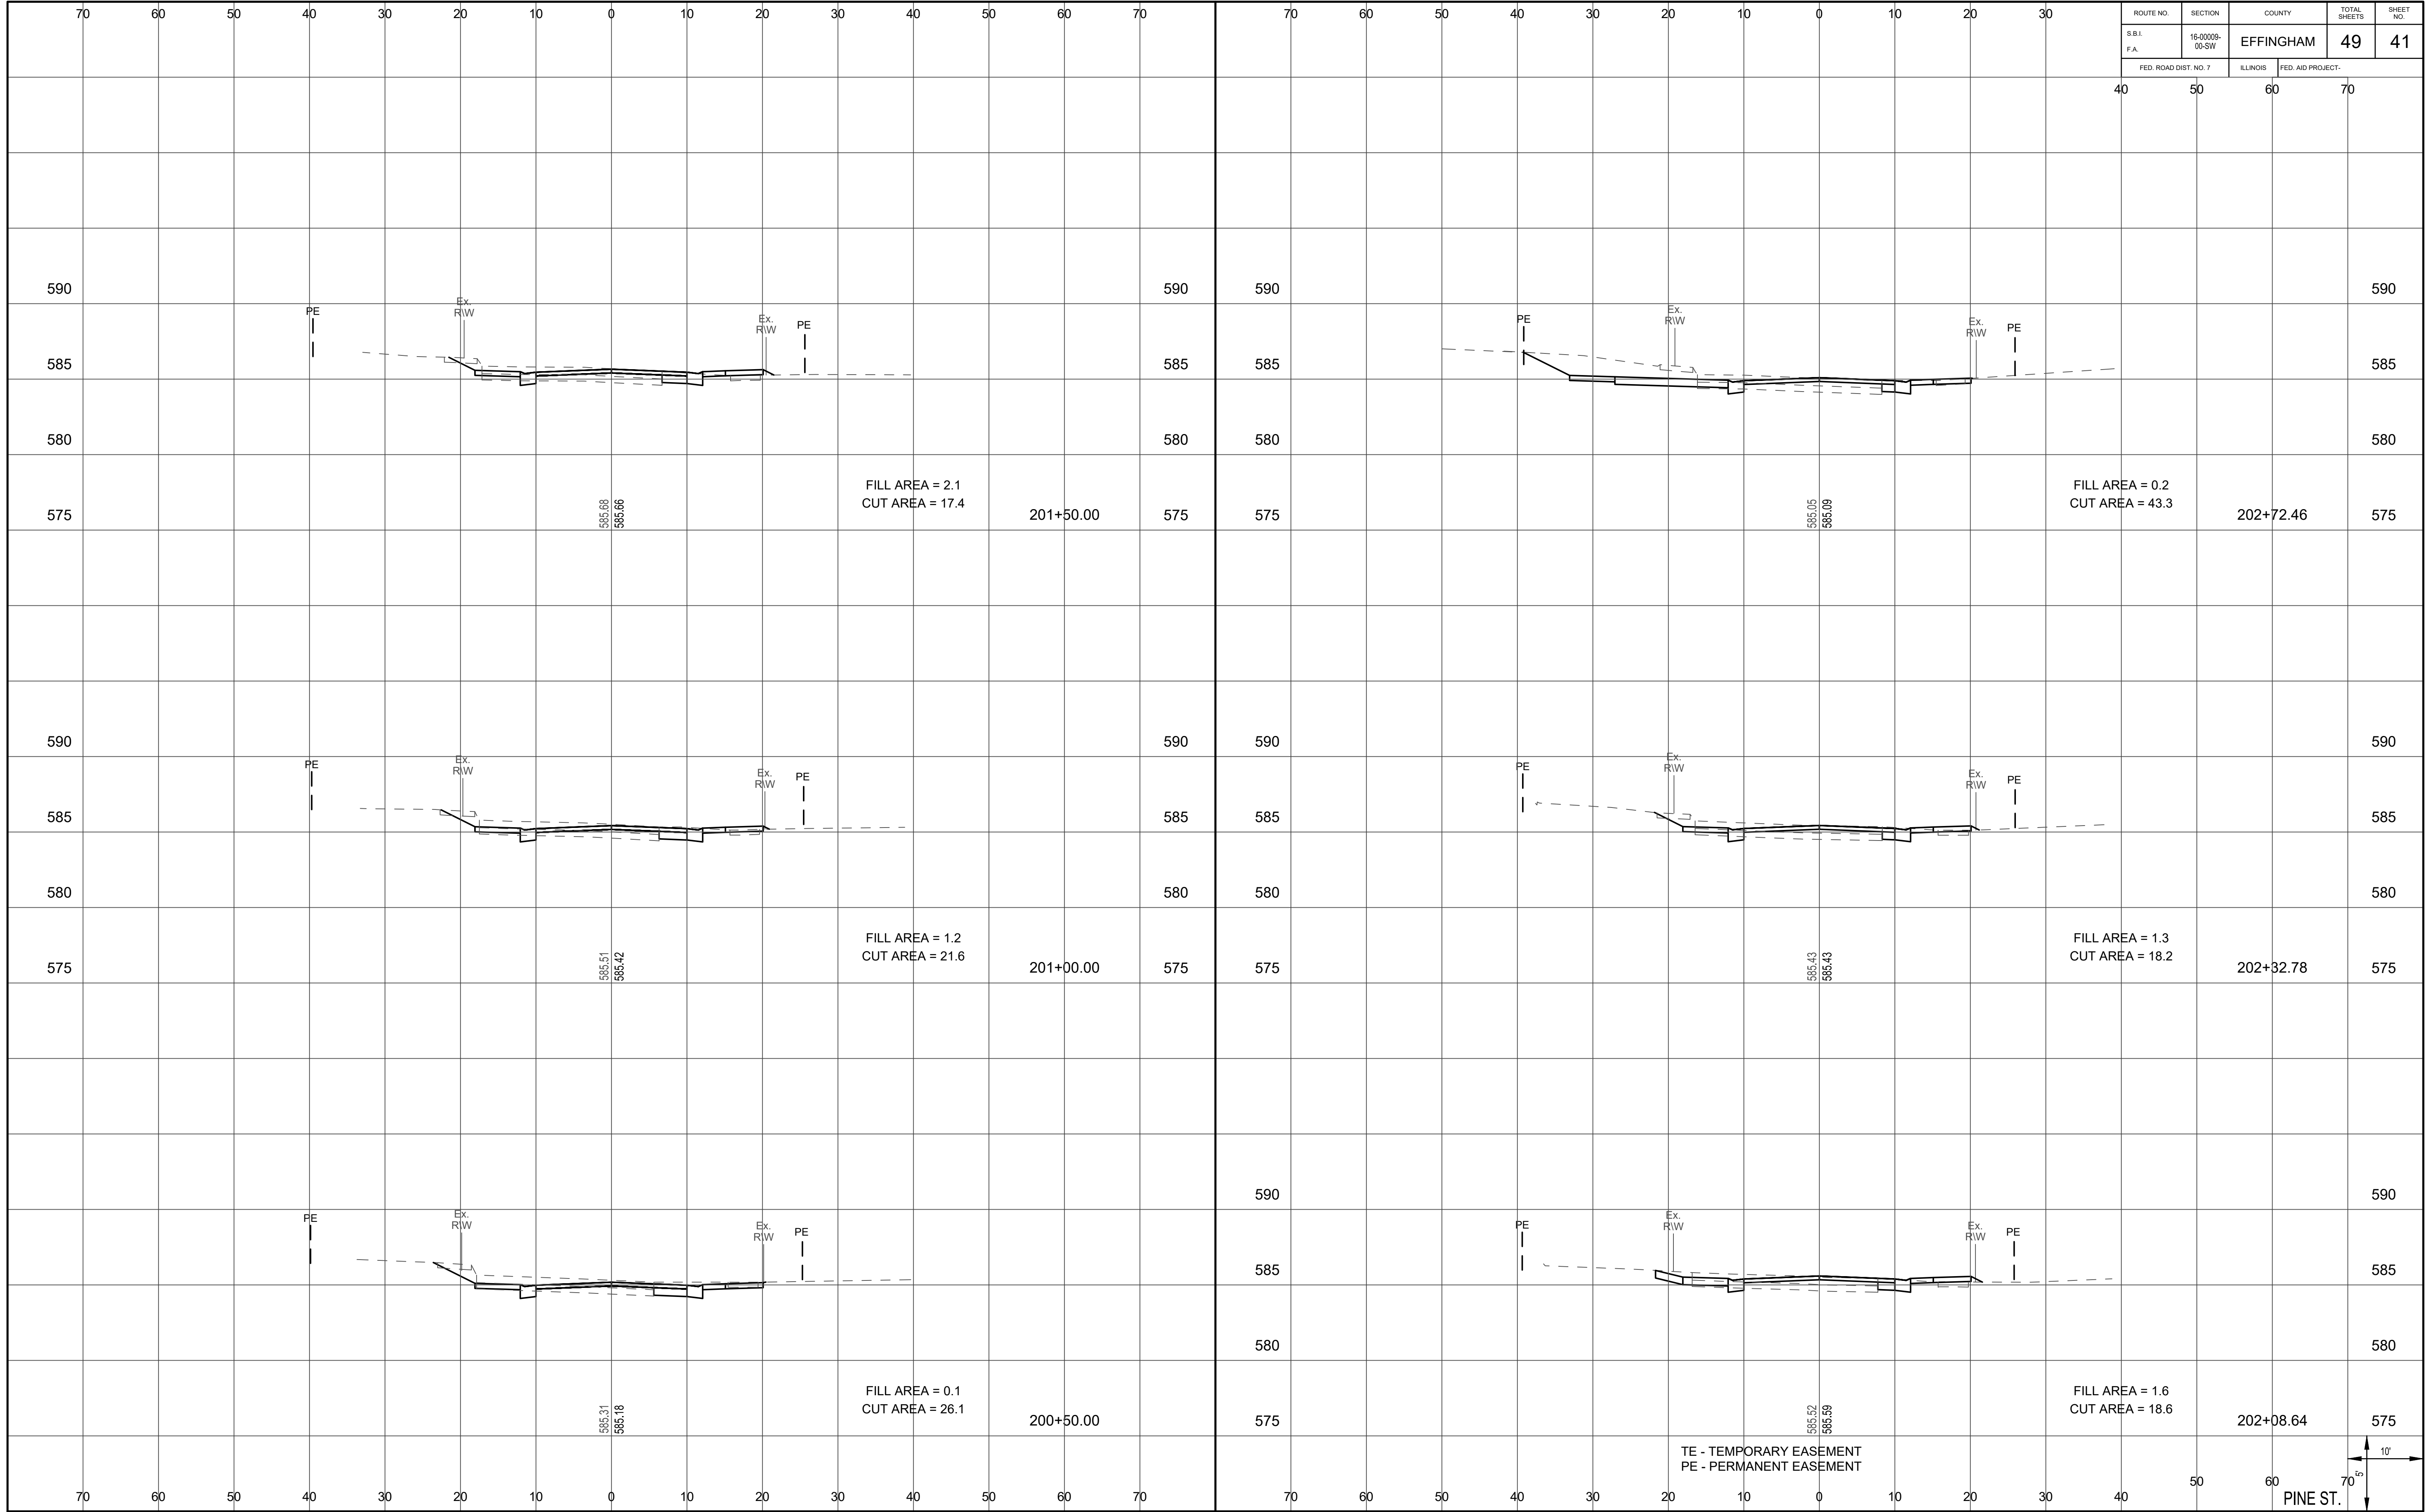 70 60 50 40 30 20 10 0 10 20 30 40 50 60 70
70 60 50 40 30 20 10 0 10 20 30
ROUTE NO. SECTION COUNTY TOTAL SHEETS SHEET NO.
S.B.I.
F.A.
16-00009-
00-SW
EFFINGHAM 49 41
FED. ROAD DIST. NO. 7 ILLINOIS FED. AID PROJECT-
40 50 60 70
590 590
PE
Ex.
R\W
Ex.
R\W
PE
585 585
580 580
FILL AREA = 2.1
CUT AREA = 17.4
585.68
585.66
575 201+50.00 575
590 590
PE
Ex.
R\W
Ex.
R\W
PE
585 585
580 580
FILL AREA = 0.2
CUT AREA = 43.3
585.05
585.09
575 202+72.46 575
590 590
PE
Ex.
R\W
Ex.
R\W
PE
585 585
580 580
FILL AREA = 1.2
CUT AREA = 21.6
585.51
585.42
575 201+00.00 575
590 590
PE
Ex.
R\W
Ex.
R\W
PE
585 585
580 580
FILL AREA = 1.3
CUT AREA = 18.2
585.43
585.43
575 202+32.78 575
PE
Ex.
R\W
Ex.
R\W
PE
FILL AREA = 0.1
CUT AREA = 26.1
585.31
585.18
200+50.00
590 590
PE
Ex.
R\W
Ex.
R\W
PE
585 585
580 580
FILL AREA = 1.6
CUT AREA = 18.6
585.52
585.59
575 202+08.64 575
TE - TEMPORARY EASEMENT
PE - PERMANENT EASEMENT
10'
5'
50 60 70
70 60 50 40 30 20 10 0 10 20 30 40 50 60 70
70 60 50 40 30 20 10 0 10 20 30 40
PINE ST.